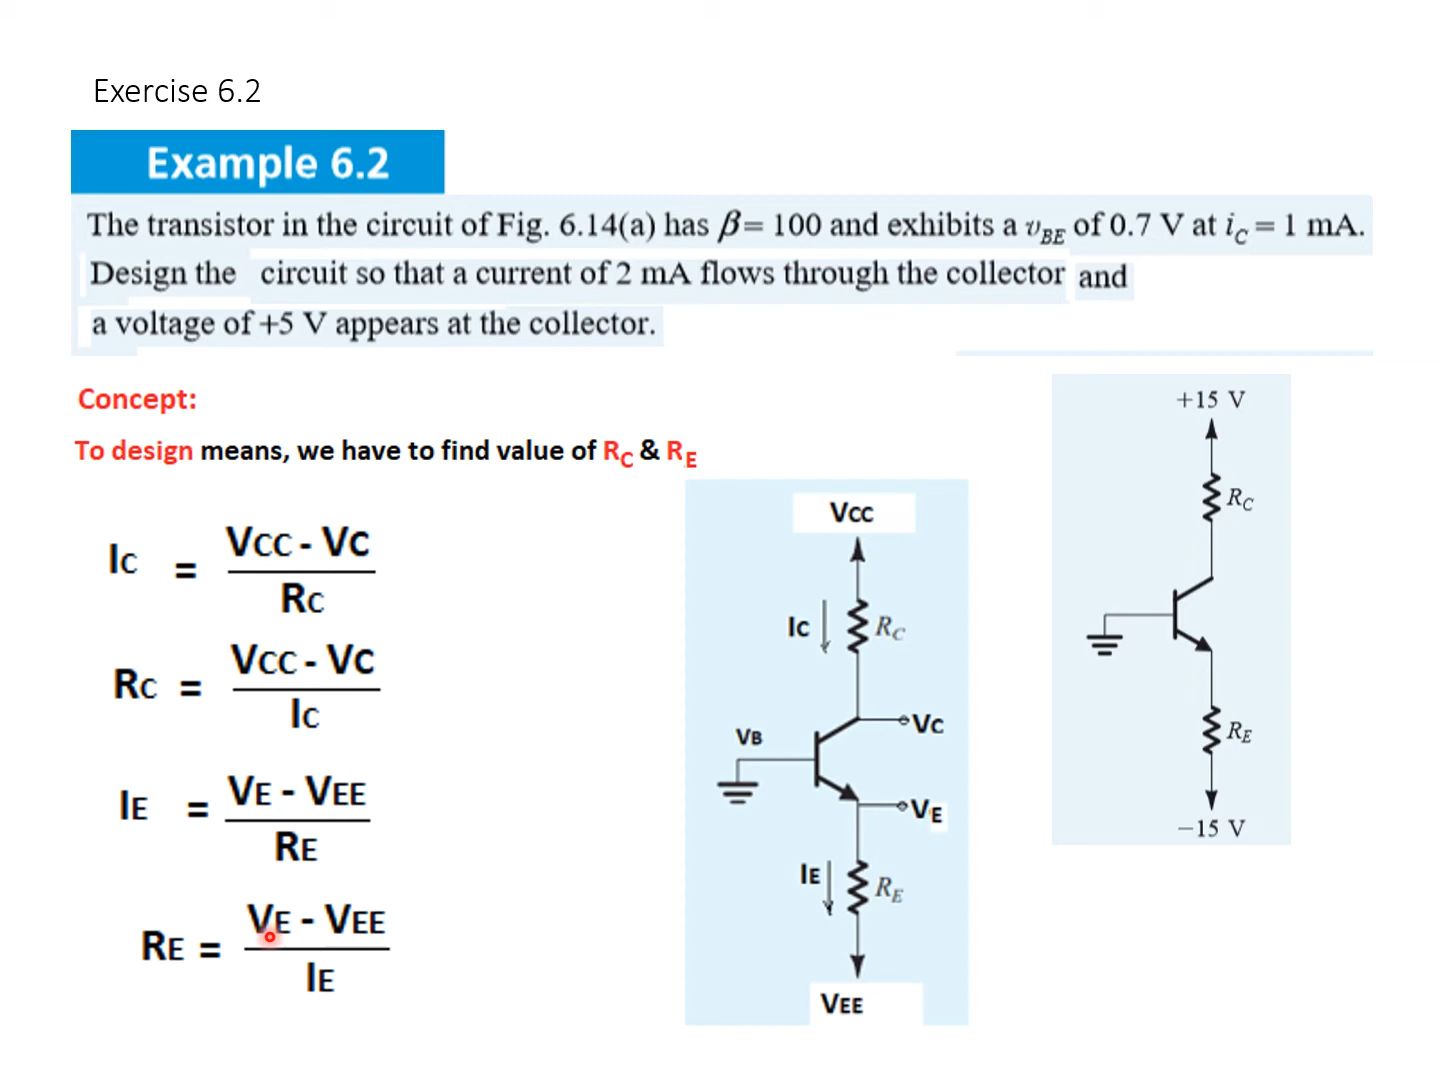 Exercise 6.2
Example 6.2
The transistor in the circuit of Fig. 6.14(a) has β = 100 and exhibits a v_BE of 0.7 V at i_C = 1 mA.
Design the circuit so that a current of 2 mA flows through the collector and
a voltage of +5 V appears at the collector.
Concept:
To design means, we have to find value of RC & RE
IC = VCC - VC
RC
RC = VCC - VC
IC
IE = VE - VEE
RE
RE = VE - VEE
IE
VCC
IC
RC
VC
VB
VE
IE
RE
VEE
+15 V
RC
RE
−15 V